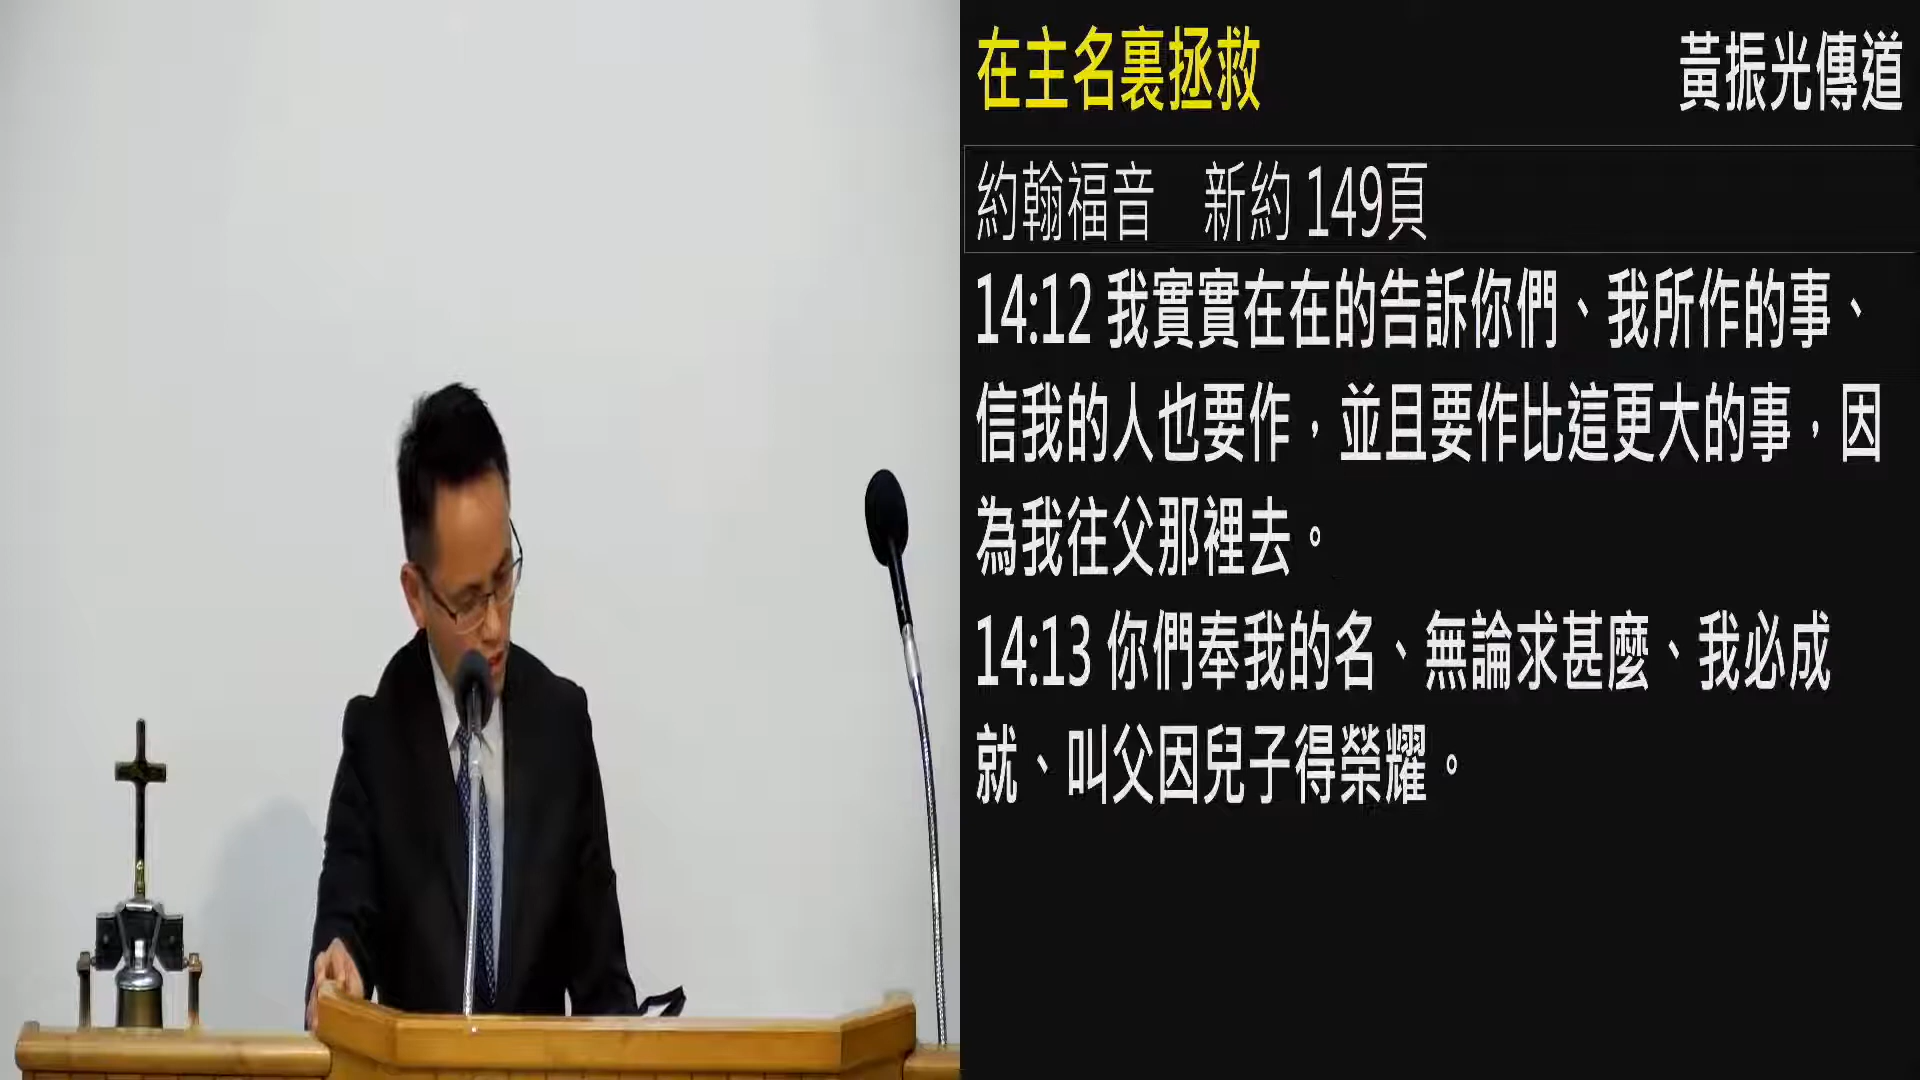 在主名裏拯救 黃振光傳道
約翰福音 新約 149頁
14:12 我實實在在的告訴你們、我所作的事、
信我的人也要作，並且要作比這更大的事，因
為我往父那裡去。
14:13 你們奉我的名、無論求甚麼、我必成
就、叫父因兒子得榮耀。